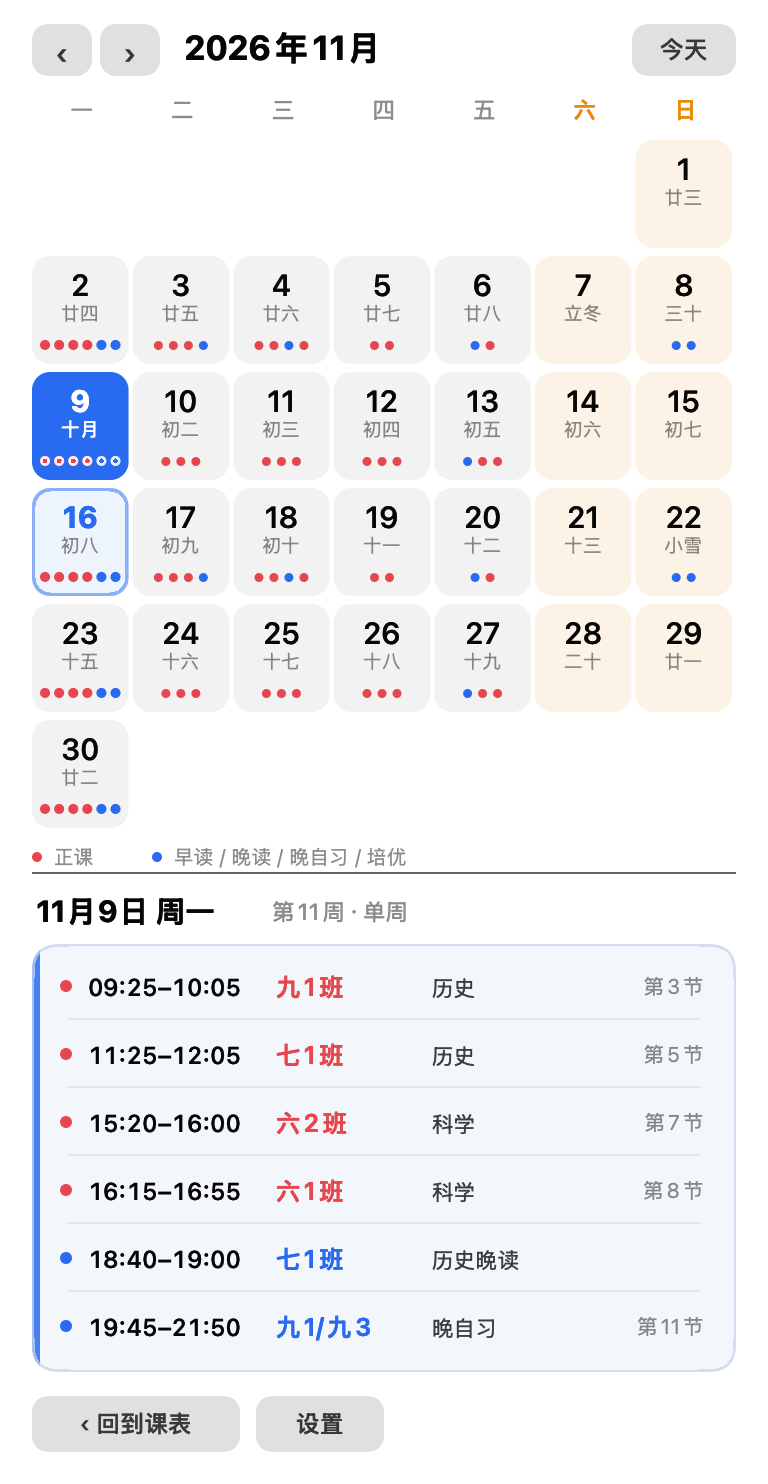 ‹ › 2026年11月 今天
一 二 三 四 五 六 日
1
廿三
2 3 4 5 6 7 8
廿四 廿五 廿六 廿七 廿八 立冬 三十
9 10 11 12 13 14 15
十月 初二 初三 初四 初五 初六 初七
16 17 18 19 20 21 22
初八 初九 初十 十一 十二 十三 小雪
23 24 25 26 27 28 29
十五 十六 十七 十八 十九 二十 廿一
30
廿二
正课 早读 / 晚读 / 晚自习 / 培优
11月9日 周一 第11周 · 单周
09:25–10:05 九1班 历史 第3节
11:25–12:05 七1班 历史 第5节
15:20–16:00 六2班 科学 第7节
16:15–16:55 六1班 科学 第8节
18:40–19:00 七1班 历史晚读
19:45–21:50 九1/九3 晚自习 第11节
‹ 回到课表 设置